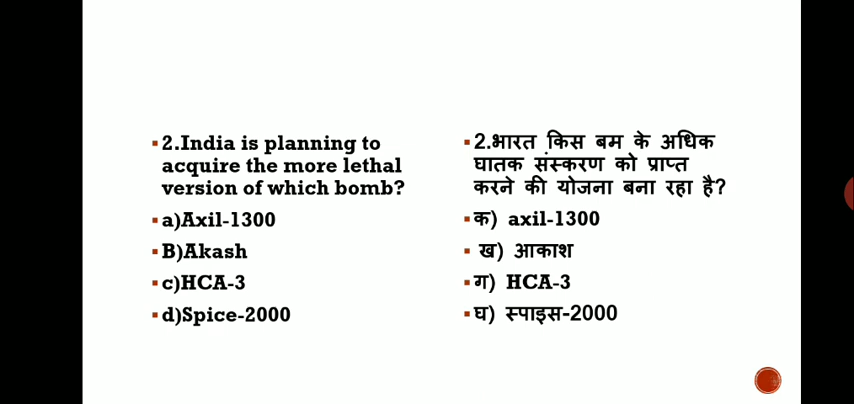 2.India is planning to
acquire the more lethal
version of which bomb?
a)Axil-1300
B)Akash
c)HCA-3
d)Spice-2000
2.भारत किस बम के अधिक
घातक संस्करण को प्राप्त
करने की योजना बना रहा है?
क) axil-1300
ख) आकाश
ग) HCA-3
घ) स्पाइस-2000